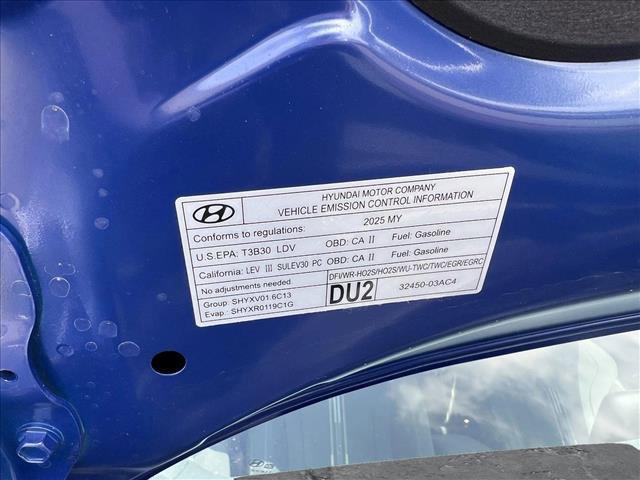 HYUNDAI MOTOR COMPANY
VEHICLE EMISSION CONTROL INFORMATION
Conforms to regulations: 2025 MY
U.S.EPA: T3B30 LDV OBD: CA II Fuel: Gasoline
California: LEV III SULEV30 PC OBD: CA II Fuel: Gasoline
No adjustments needed. DFI/WR-HO2S/HO2S/WU-TWC/TWC/EGR/EGRC
Group: SHYXV01.6C13 DU2 32450-03AC4
Evap.: SHYXR0119C1G